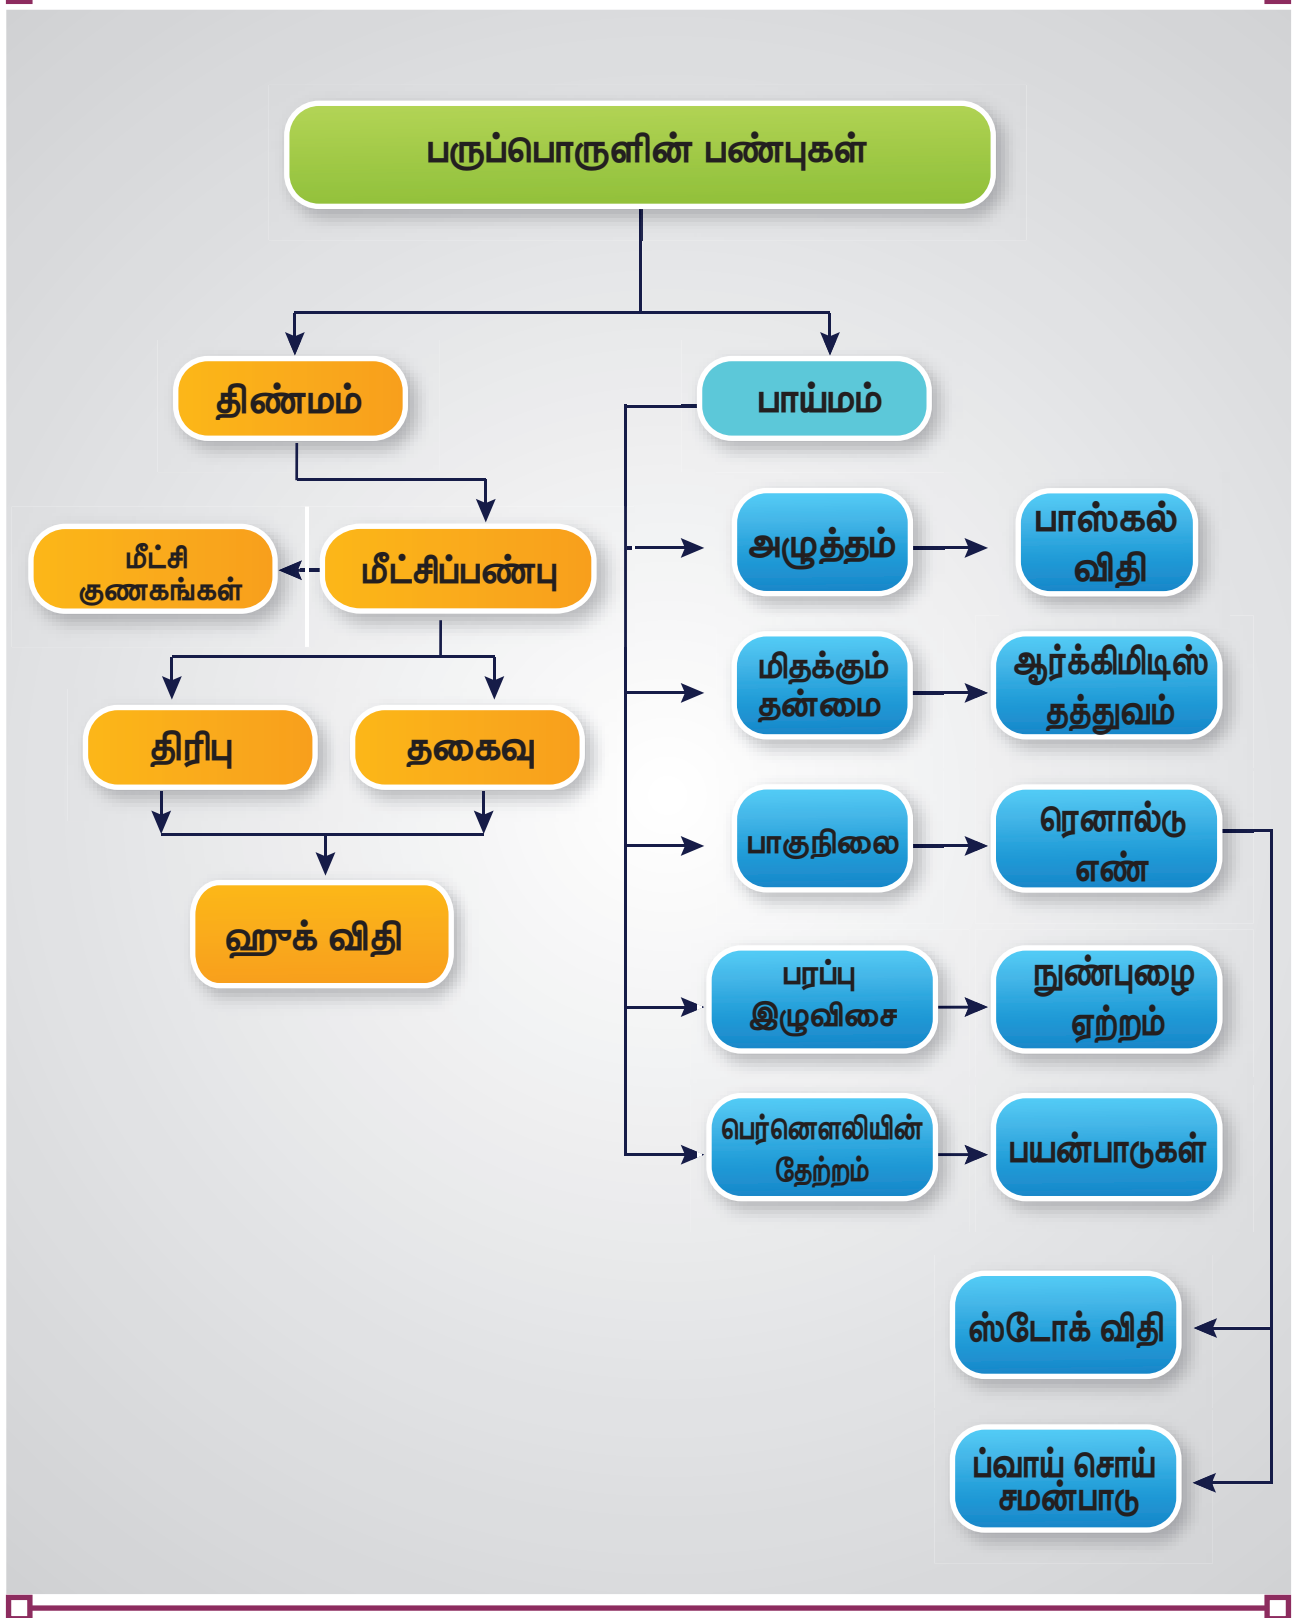 பருப்பொருளின் பண்புகள்
திண்மம்
பாய்மம்
மீட்சி
குணகங்கள்
மீட்சிப்பண்பு
திரிபு
தகைவு
ஹுக் விதி
அழுத்தம்
பாஸ்கல்
விதி
மிதக்கும்
தன்மை
ஆர்க்கிமிடிஸ்
தத்துவம்
பாகுநிலை
ரெனால்டு
எண்
பரப்பு
இழுவிசை
நுண்புழை
ஏற்றம்
பெர்னௌலியின்
தேற்றம்
பயன்பாடுகள்
ஸ்டோக் விதி
ப்வாய் சொய்
சமன்பாடு